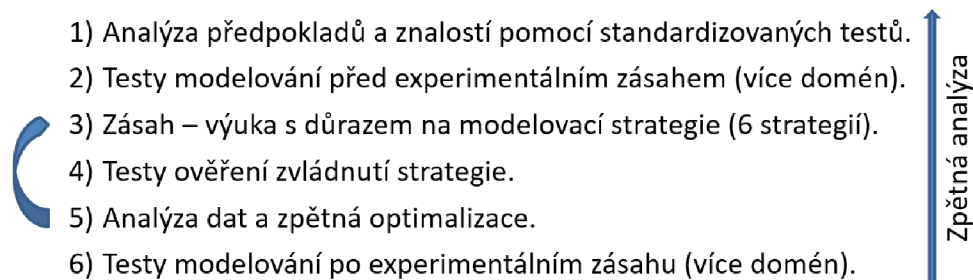 1) Analýza předpokladů a znalostí pomocí standardizovaných testů.
2) Testy modelování před experimentálním zásahem (více domén).
3) Zásah – výuka s důrazem na modelovací strategie (6 strategií).
4) Testy ověření zvládnutí strategie.
5) Analýza dat a zpětná optimalizace.
6) Testy modelování po experimentálním zásahu (více domén).
Zpětná analýza